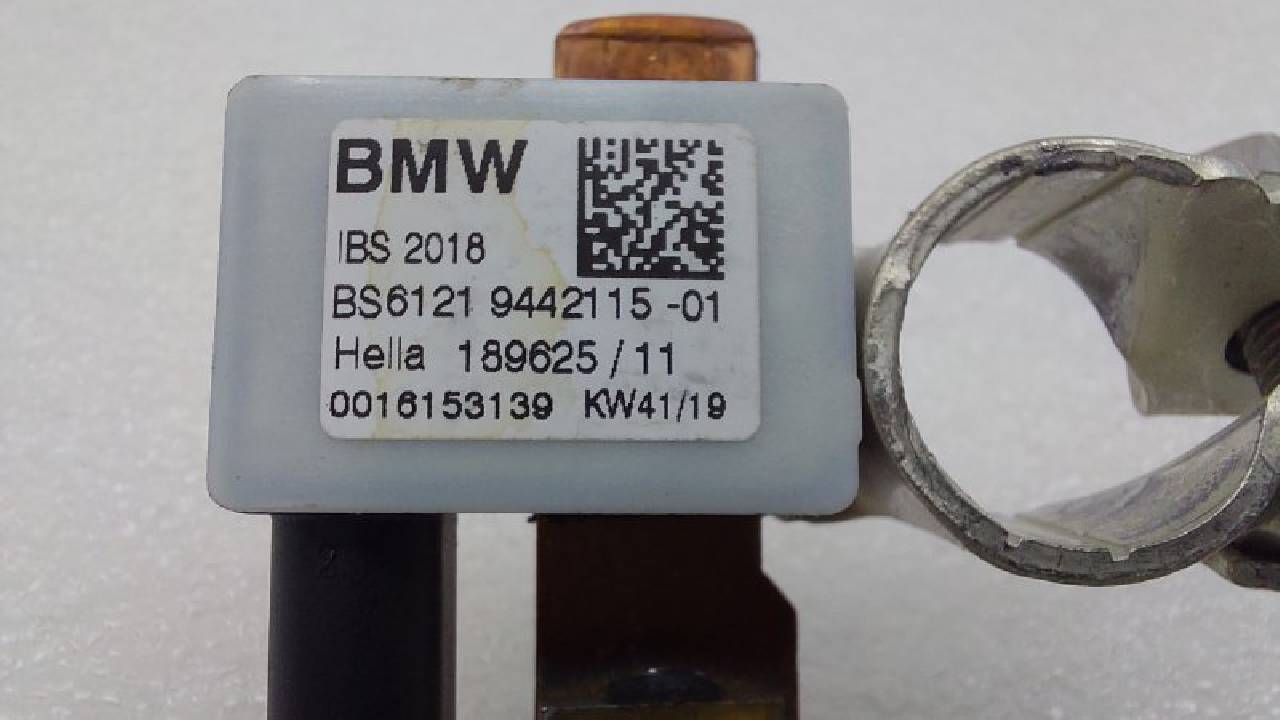 BMW
IBS 2018
BS6121 9442115 -01
Hella 189625 / 11
0016153139 KW41/19